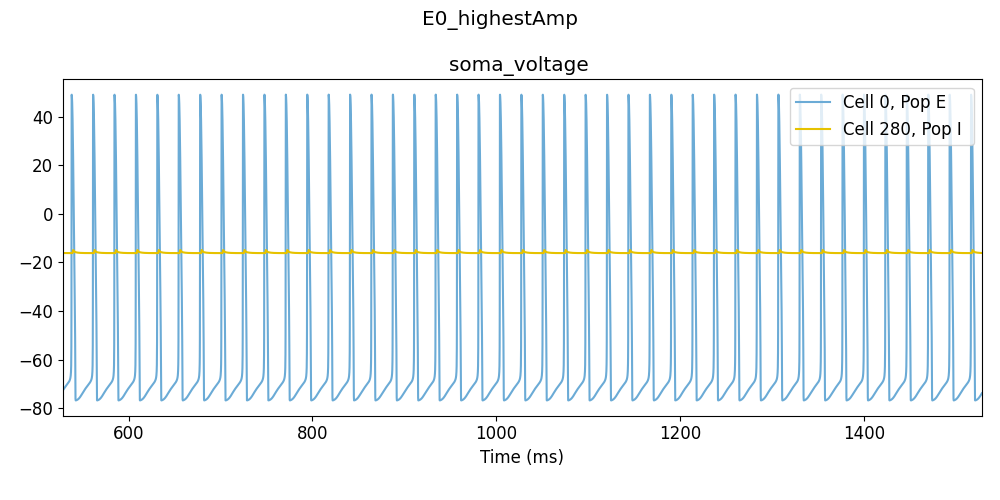 E0_highestAmp
soma_voltage
Cell 0, Pop E
Cell 280, Pop I
40
20
0
−20
−40
−60
−80
600 800 1000 1200 1400
Time (ms)